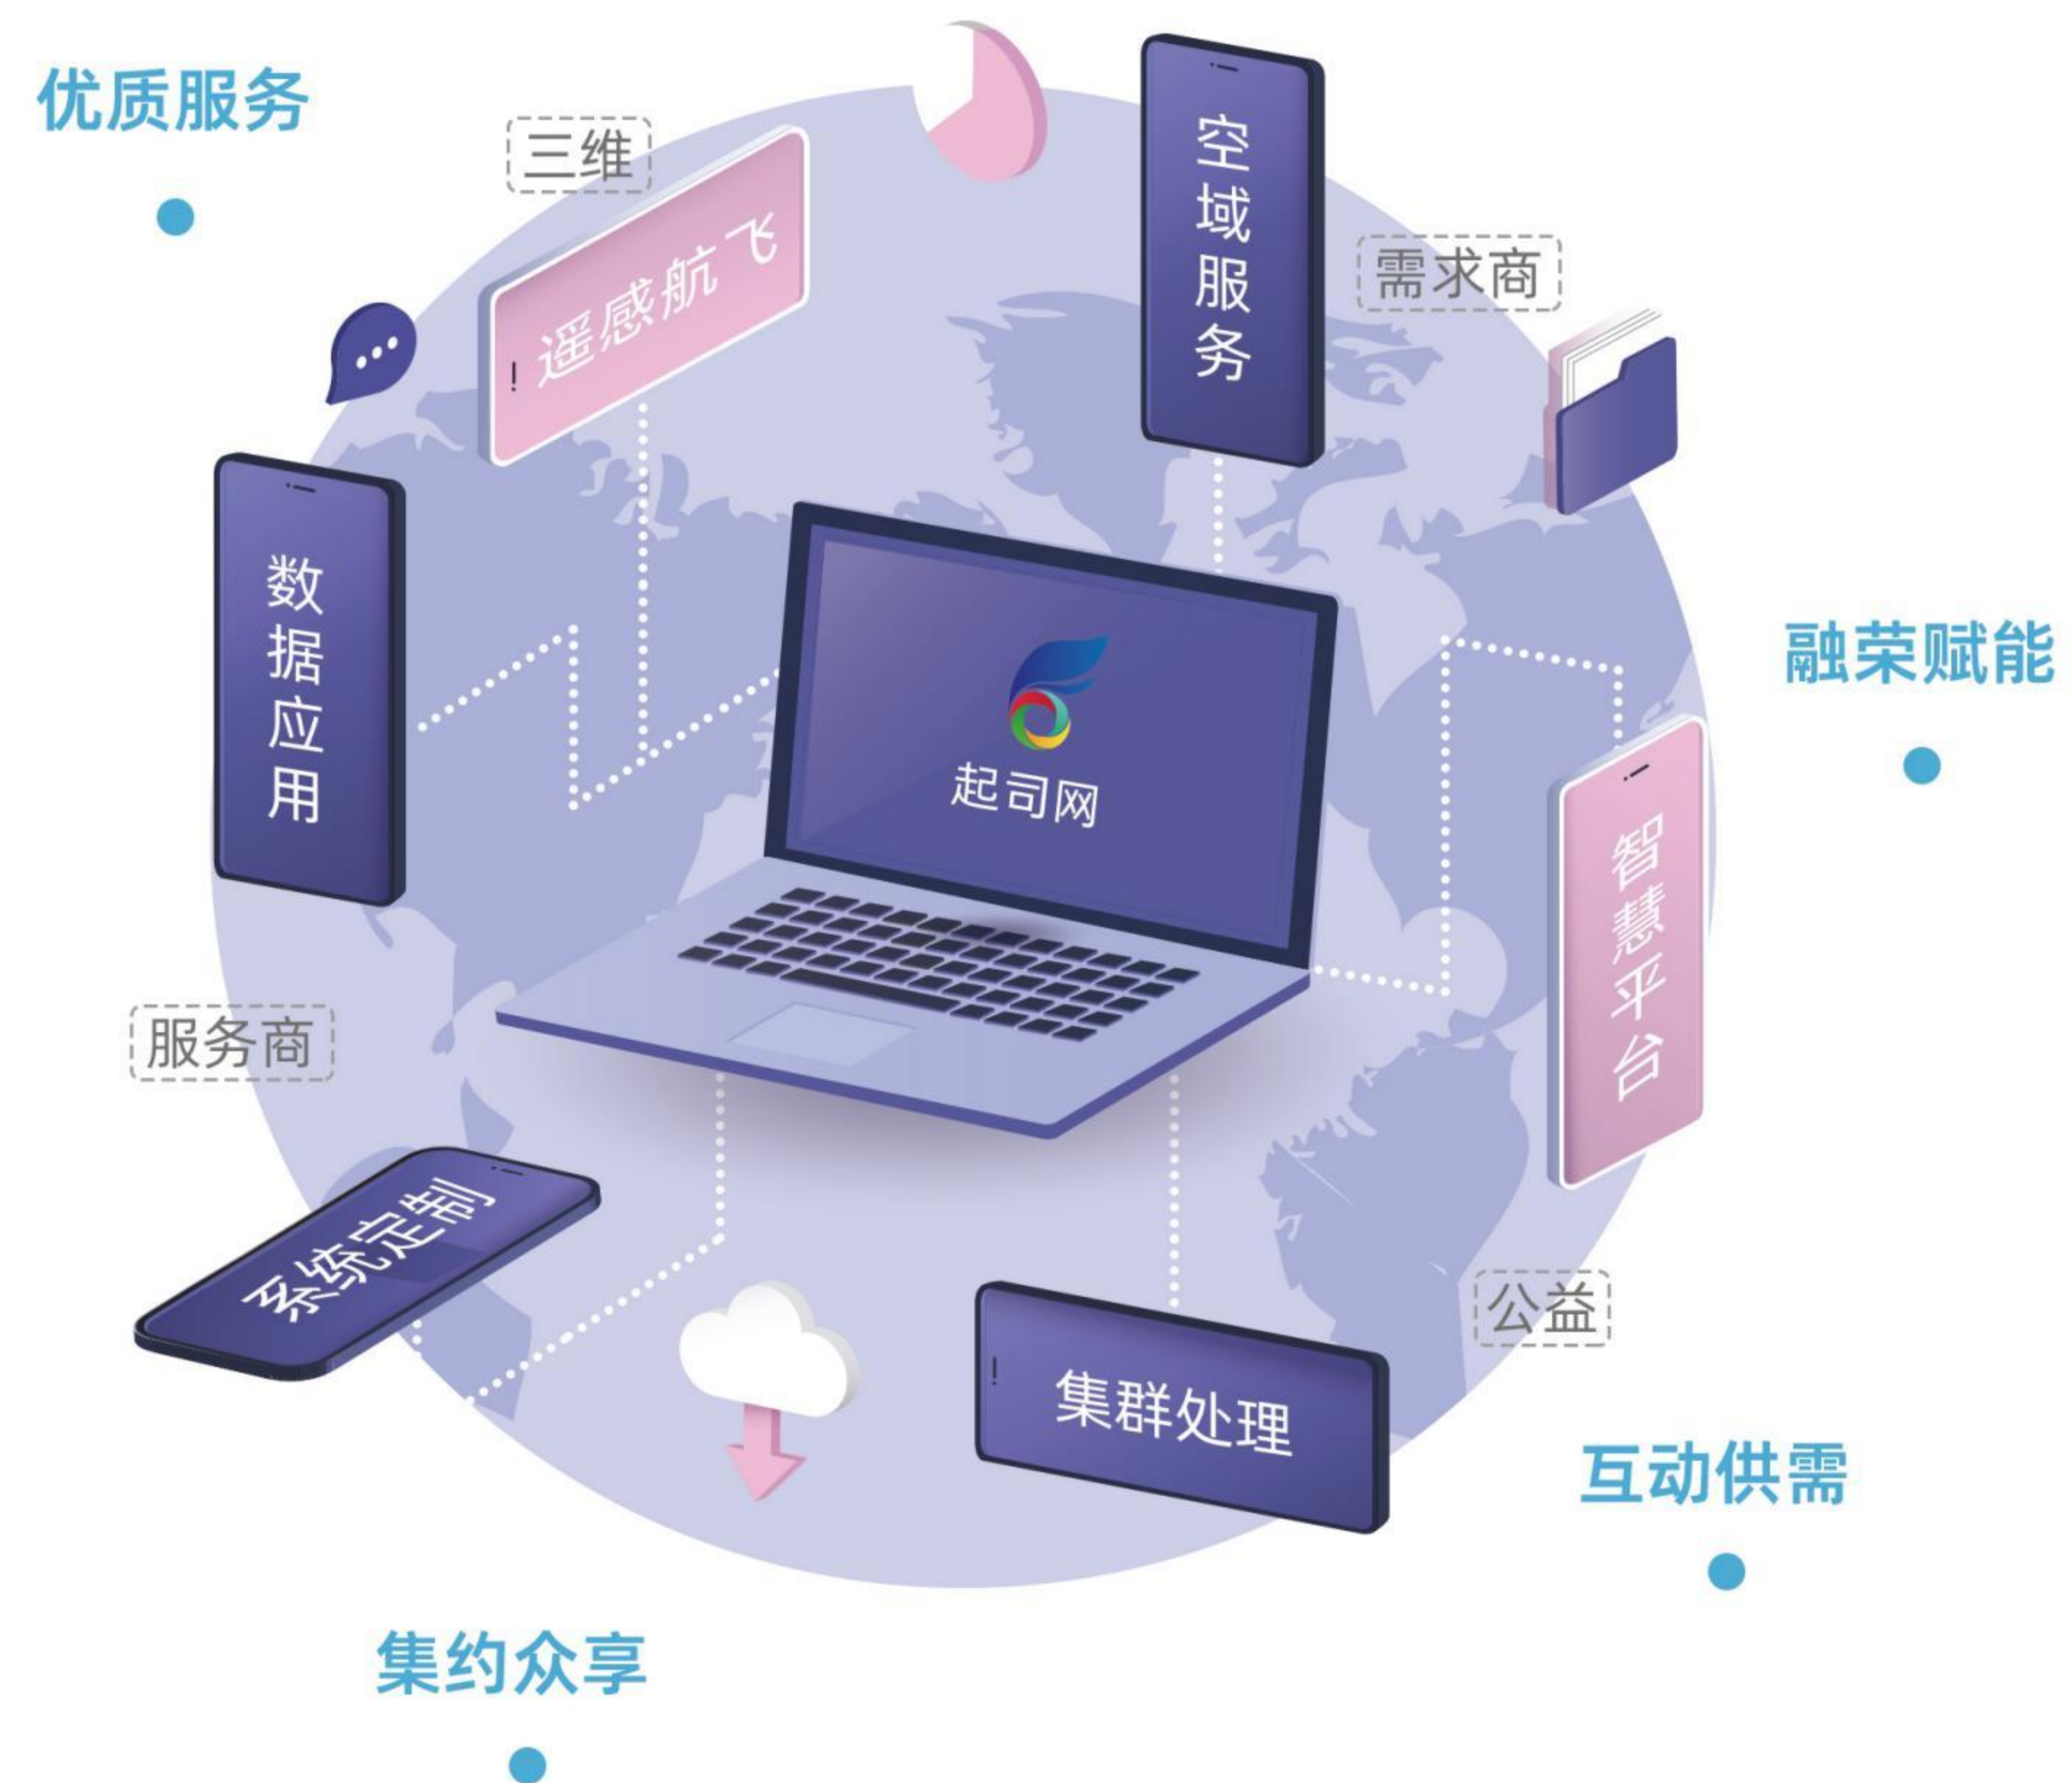 优质服务
三维
遥感航飞
空域服务
需求商
数据应用
起司网
融荣赋能
智慧平台
服务商
系统定制
集群处理
公益
互动供需
集约众享